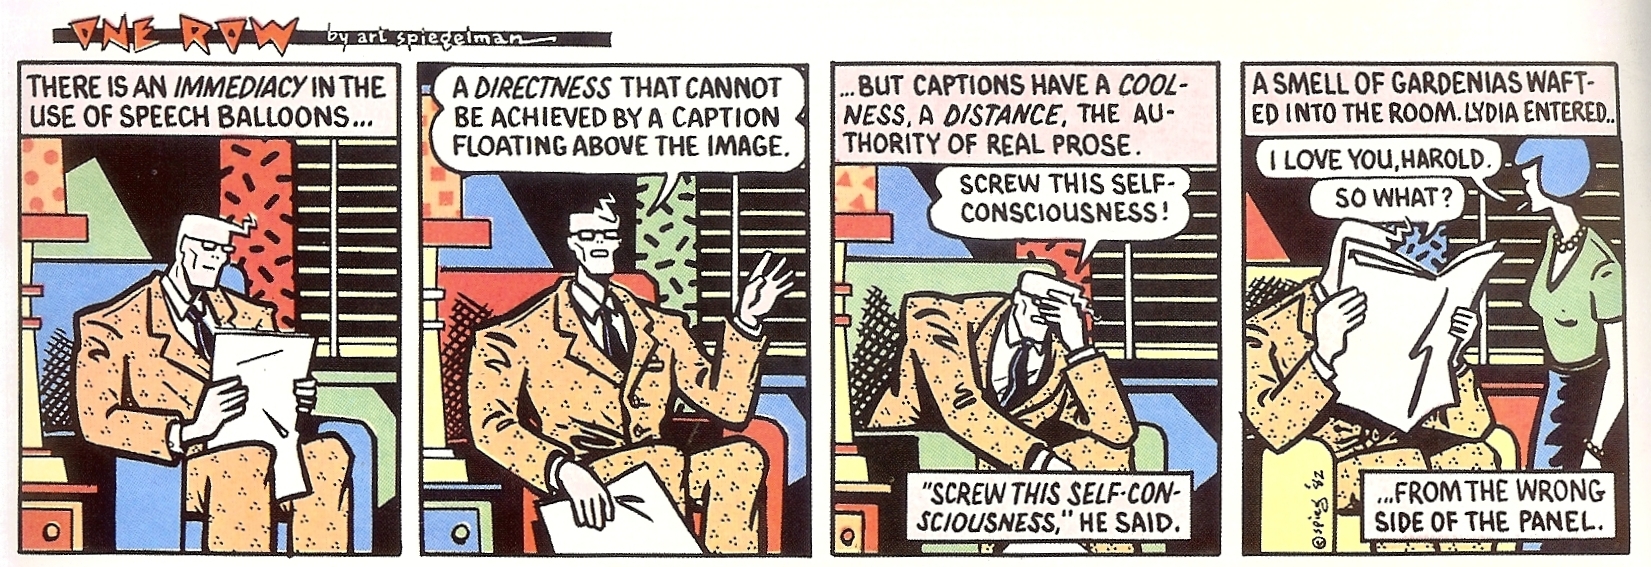 ONE ROW by art spiegelman
THERE IS AN IMMEDIACY IN THE
USE OF SPEECH BALLOONS...
A DIRECTNESS THAT CANNOT
BE ACHIEVED BY A CAPTION
FLOATING ABOVE THE IMAGE.
...BUT CAPTIONS HAVE A COOL-
NESS, A DISTANCE, THE AU-
THORITY OF REAL PROSE.
SCREW THIS SELF-
CONSCIOUSNESS!
"SCREW THIS SELF-CON-
SCIOUSNESS," HE SAID.
A SMELL OF GARDENIAS WAFT-
ED INTO THE ROOM. LYDIA ENTERED..
I LOVE YOU, HAROLD.
SO WHAT?
...FROM THE WRONG
SIDE OF THE PANEL.
© spieg '82